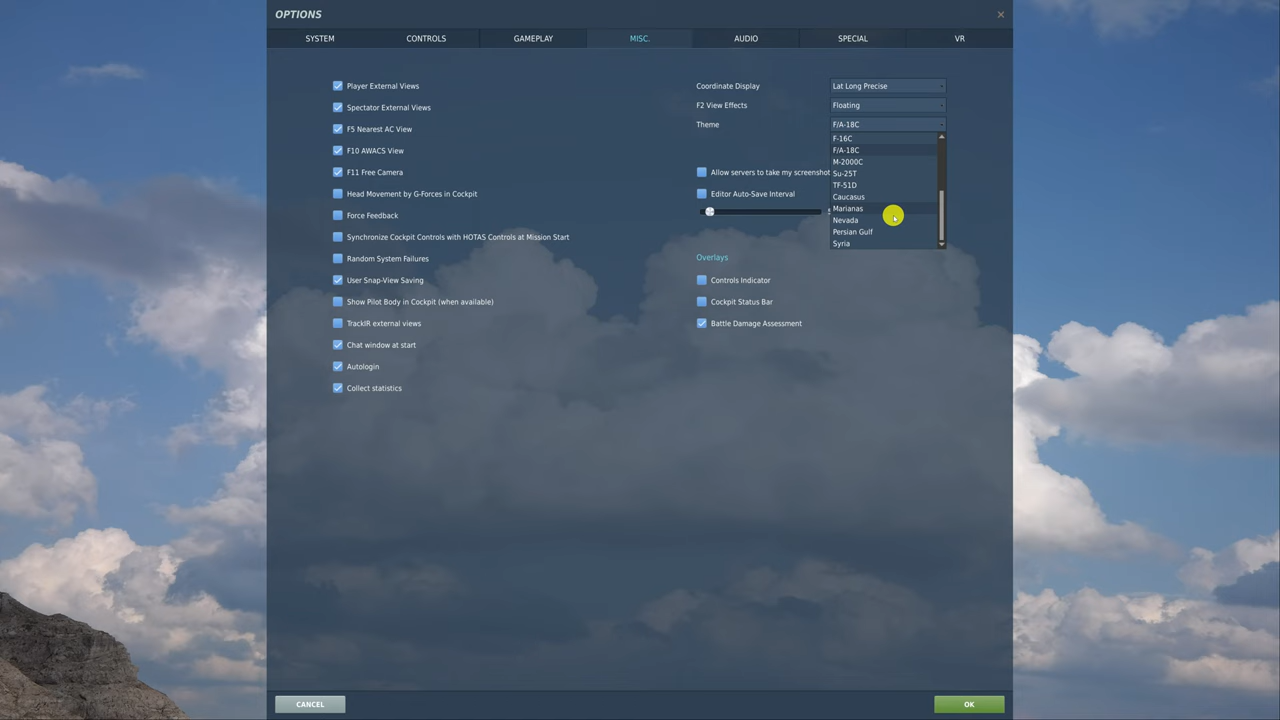 OPTIONS
SYSTEM
CONTROLS
GAMEPLAY
MISC.
AUDIO
SPECIAL
VR
Player External Views
Spectator External Views
F5 Nearest AC View
F10 AWACS View
F11 Free Camera
Head Movement by G-Forces in Cockpit
Force Feedback
Synchronize Cockpit Controls with HOTAS Controls at Mission Start
Random System Failures
User Snap-View Saving
Show Pilot Body in Cockpit (when available)
TrackIR external views
Chat window at start
Autologin
Collect statistics
Coordinate Display
Lat Long Precise
F2 View Effects
Floating
Theme
F/A-18C
F-16C
F/A-18C
M-2000C
Su-25T
TF-51D
Caucasus
Marianas
Nevada
Persian Gulf
Syria
Allow servers to take my screenshot
Editor Auto-Save Interval
Overlays
Controls Indicator
Cockpit Status Bar
Battle Damage Assessment
CANCEL
OK